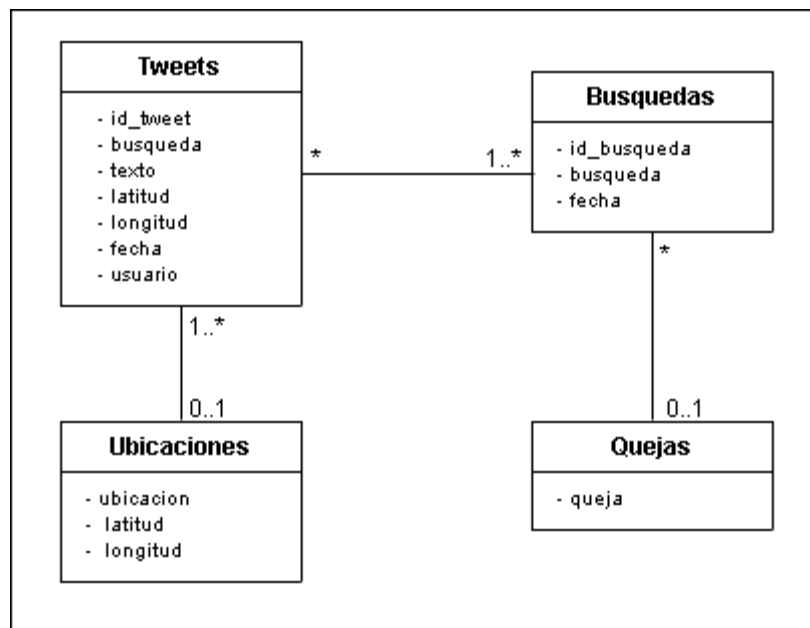 Tweets
- id_tweet
- busqueda
- texto
- latitud
- longitud
- fecha
- usuario
*
1..*
Busquedas
- id_busqueda
- busqueda
- fecha
1..*
0..1
*
0..1
Ubicaciones
- ubicacion
- latitud
- longitud
Quejas
- queja